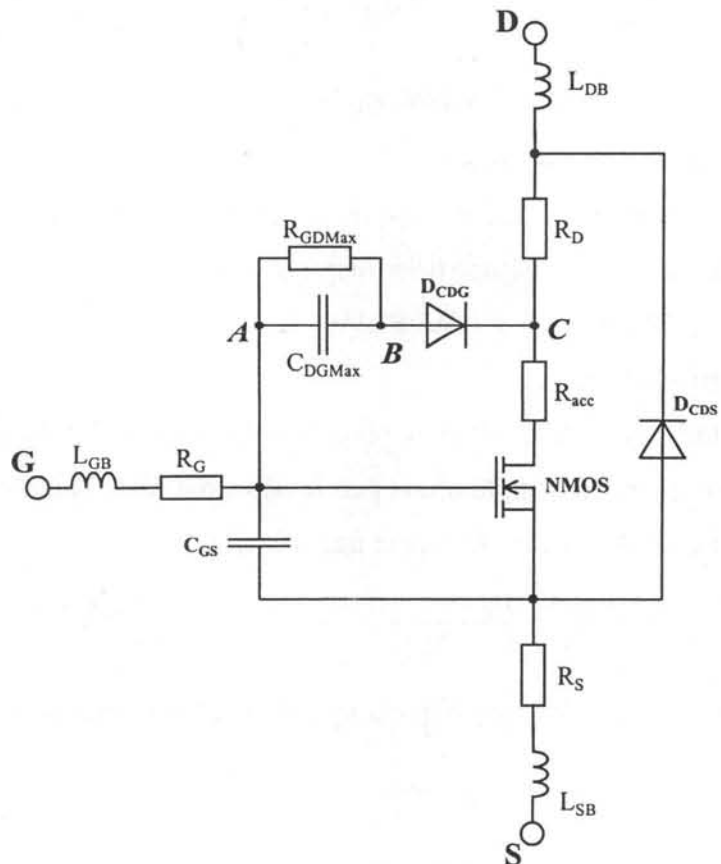 D
L_DB
R_D
R_GDMax
D_CDG
A
B
C
C_DGMax
R_acc
D_CDS
G
L_GB
R_G
NMOS
C_GS
R_S
L_SB
S